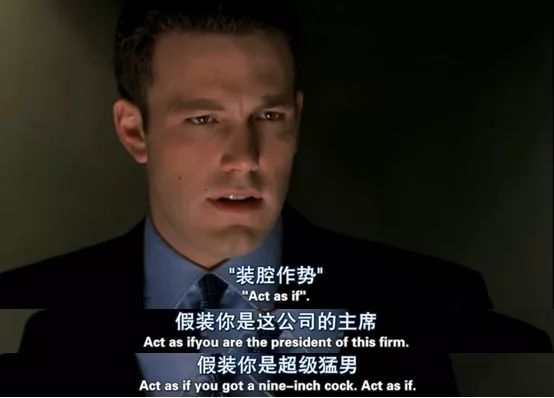 "装腔作势"
"Act as if".
假装你是这公司的主席
Act as ifyou are the president of this firm.
假装你是超级猛男
Act as if you got a nine-inch cock. Act as if.